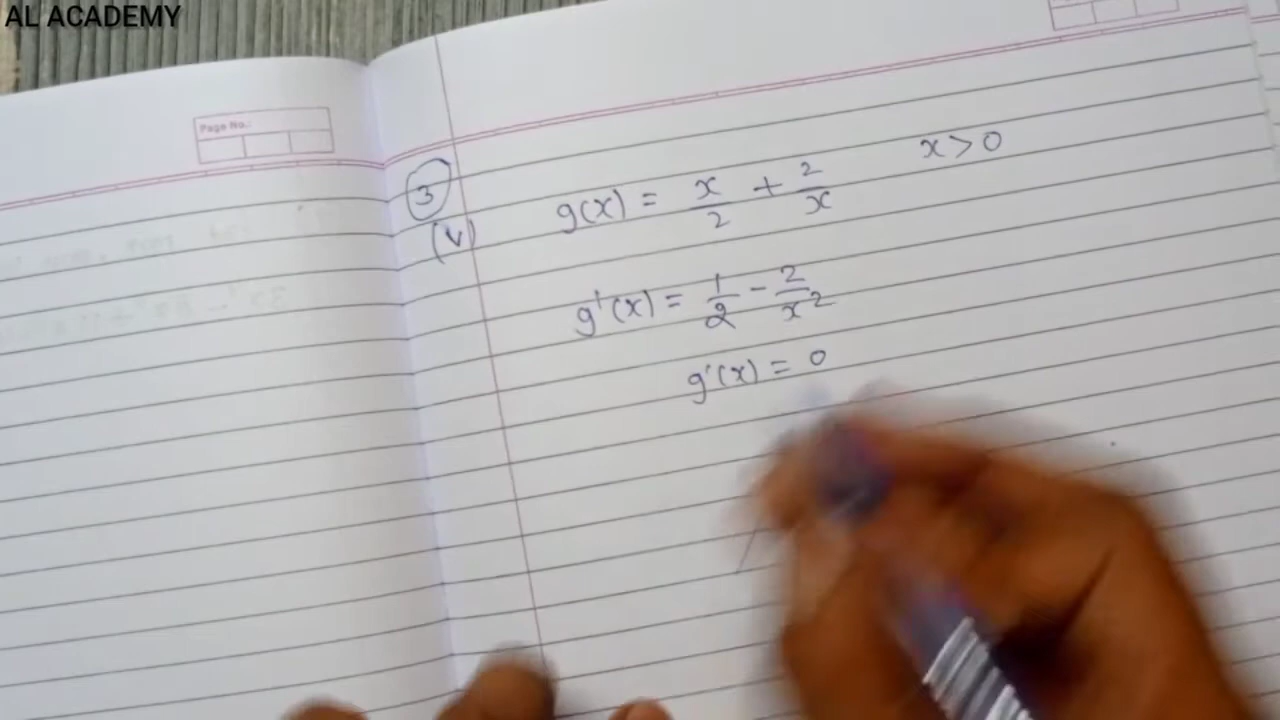 AL ACADEMY
Page No.:
3
(v) g(x) = x/2 + 2/x x > 0
g'(x) = 1/2 - 2/x²
g'(x) = 0